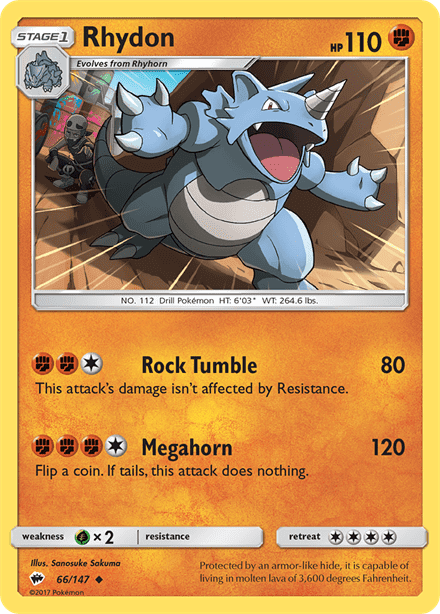 STAGE1
Rhydon
HP110
Evolves from Rhyhorn
NO. 112 Drill Pokémon HT: 6'03" WT: 264.6 lbs.
Rock Tumble 80
This attack's damage isn't affected by Resistance.
Megahorn 120
Flip a coin. If tails, this attack does nothing.
weakness ×2 resistance retreat
Illus. Sanosuke Sakuma
66/147
©2017 Pokémon
Protected by an armor-like hide, it is capable of
living in molten lava of 3,600 degrees Fahrenheit.